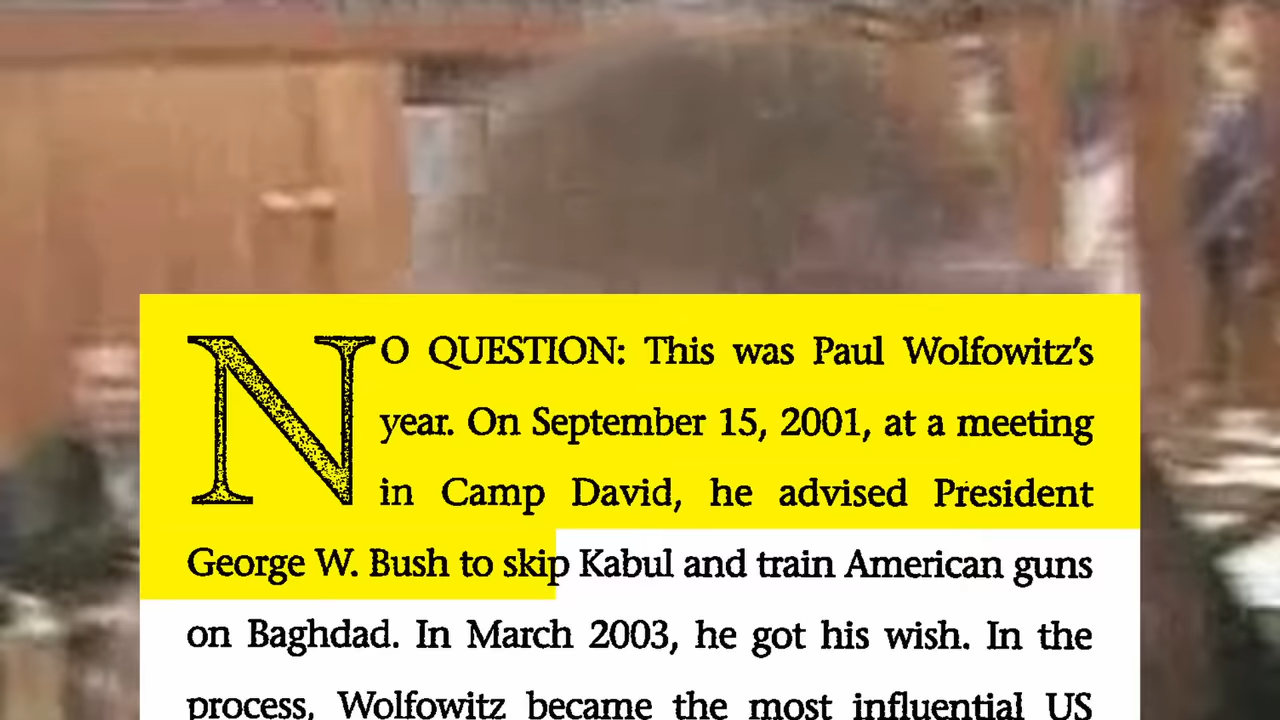 NO QUESTION: This was Paul Wolfowitz’s
year. On September 15, 2001, at a meeting
in Camp David, he advised President
George W. Bush to skip Kabul and train American guns
on Baghdad. In March 2003, he got his wish. In the
process, Wolfowitz became the most influential US